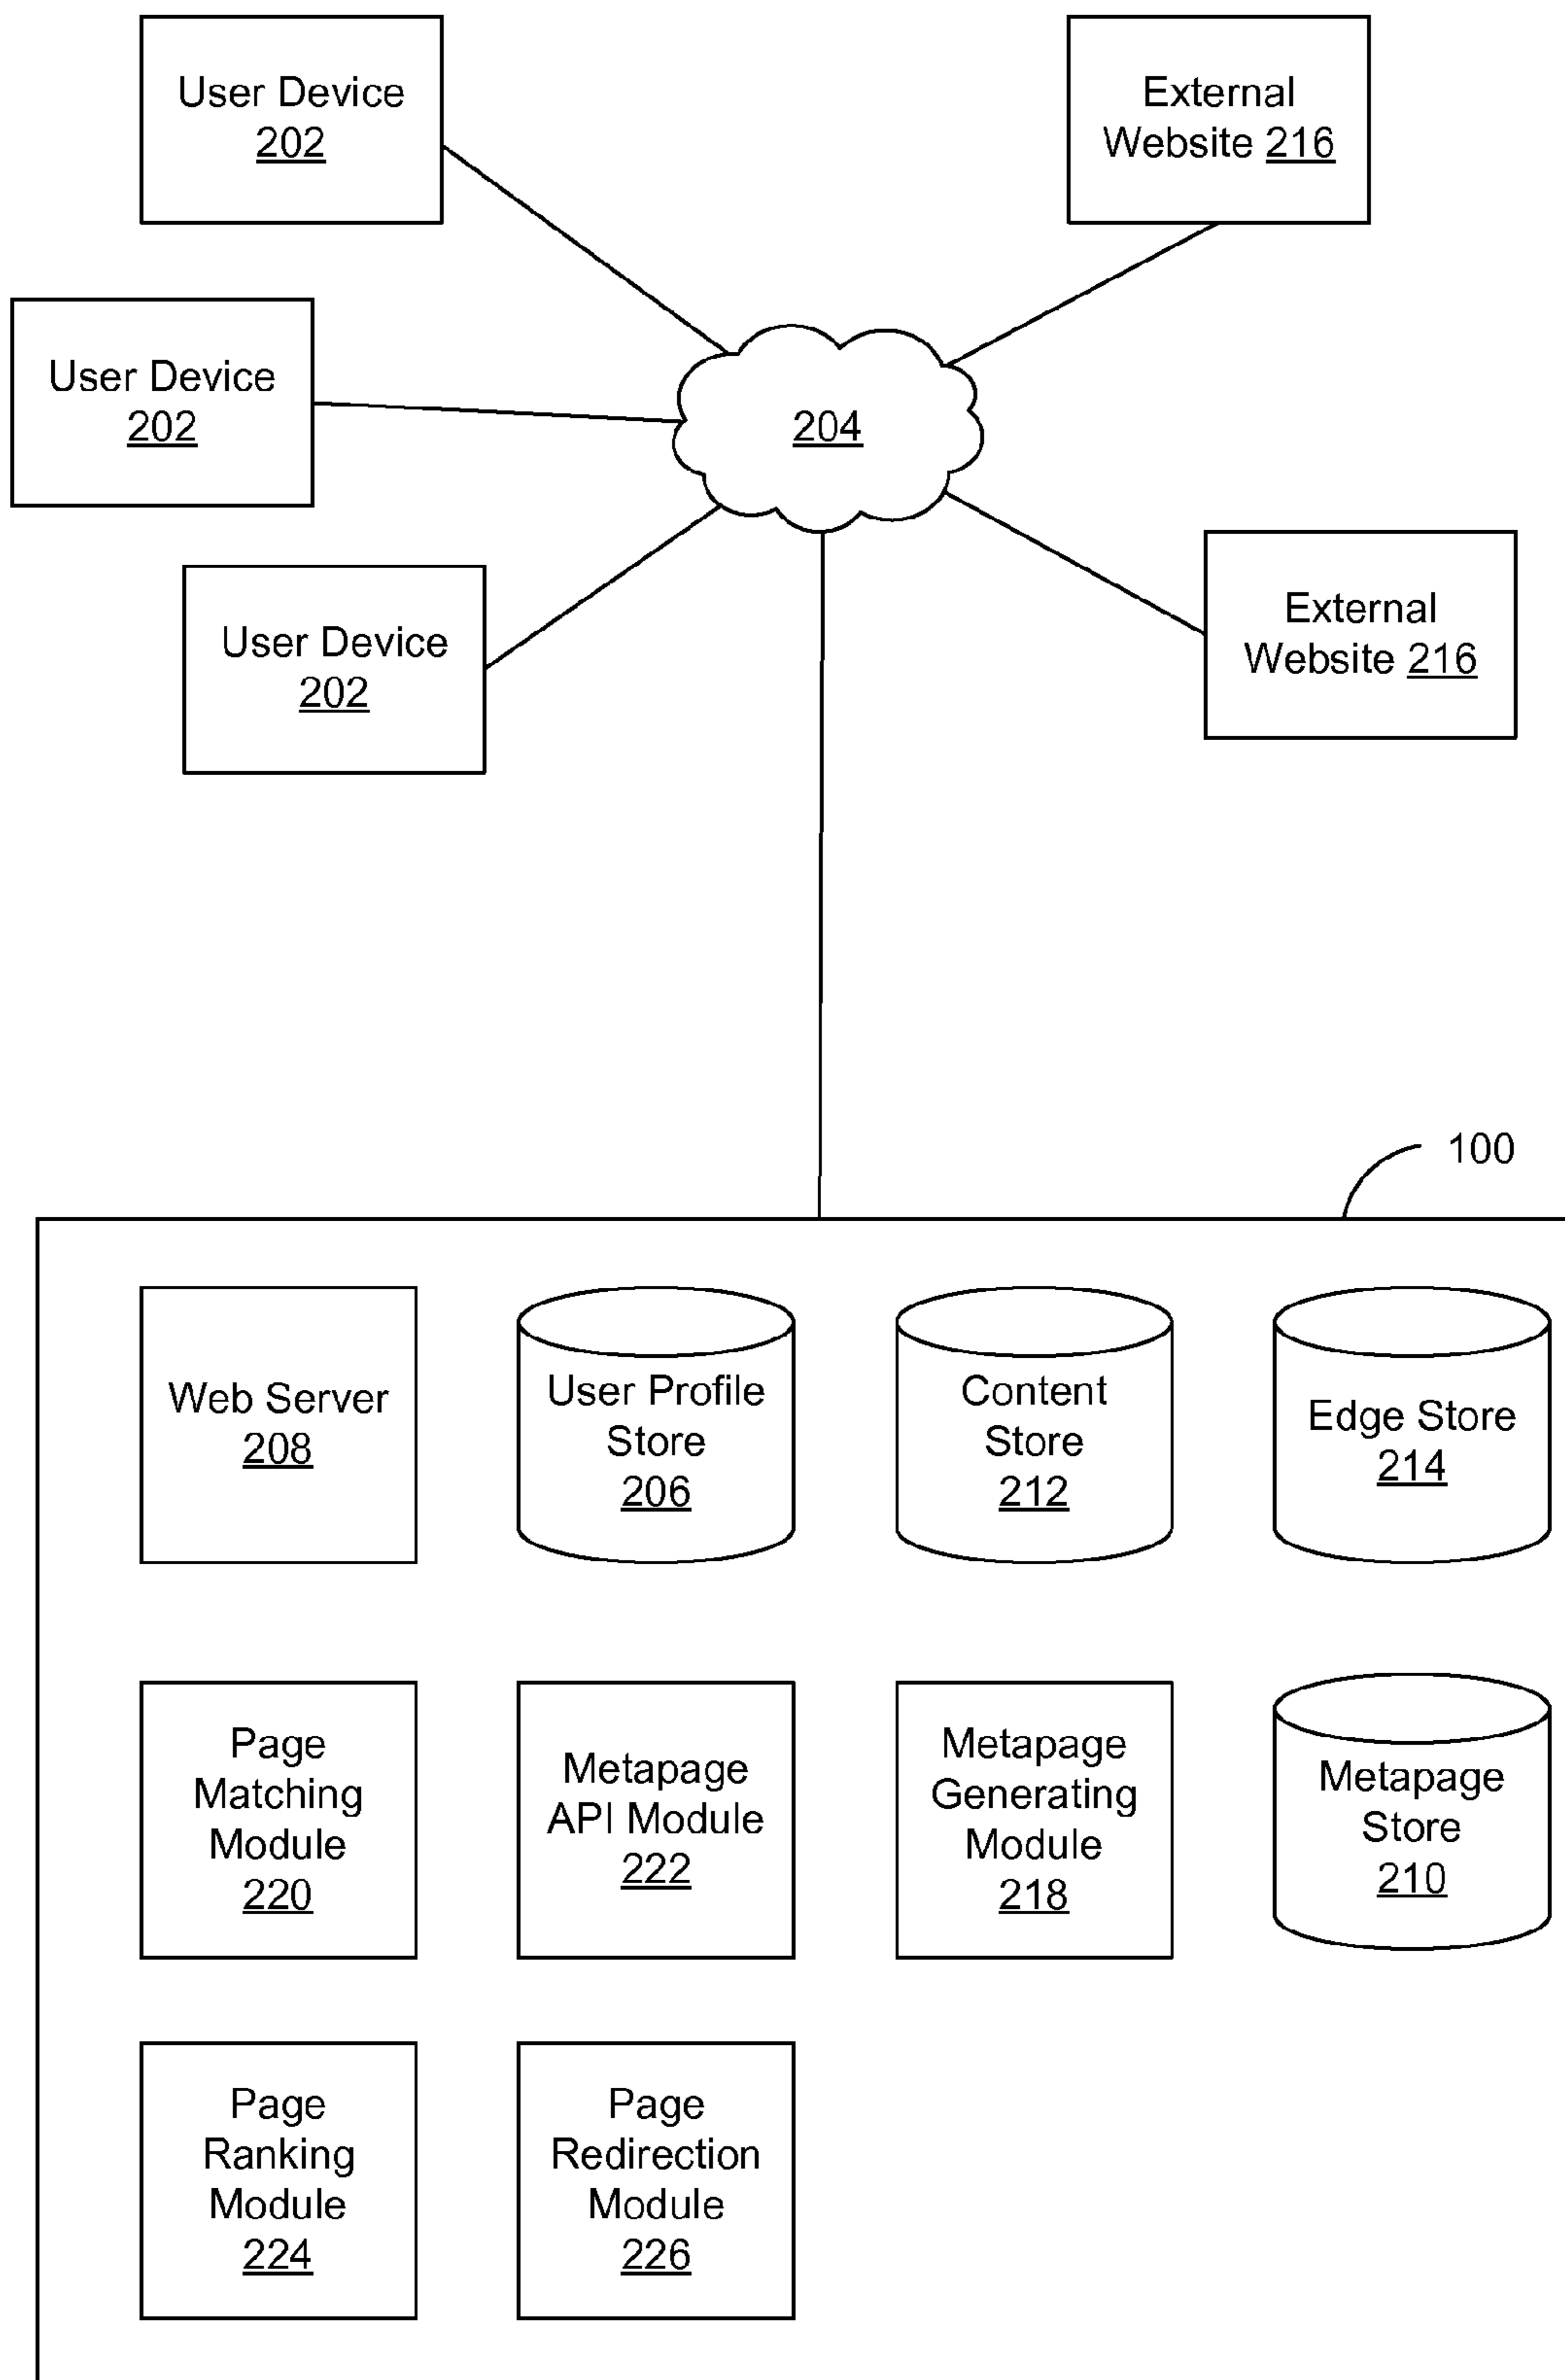 User Device
202
External
Website 216
User Device
202
204
External
Website 216
User Device
202
100
Web Server
208
User Profile
Store
206
Content
Store
212
Edge Store
214
Page
Matching
Module
220
Metapage
API Module
222
Metapage
Generating
Module
218
Metapage
Store
210
Page
Ranking
Module
224
Page
Redirection
Module
226